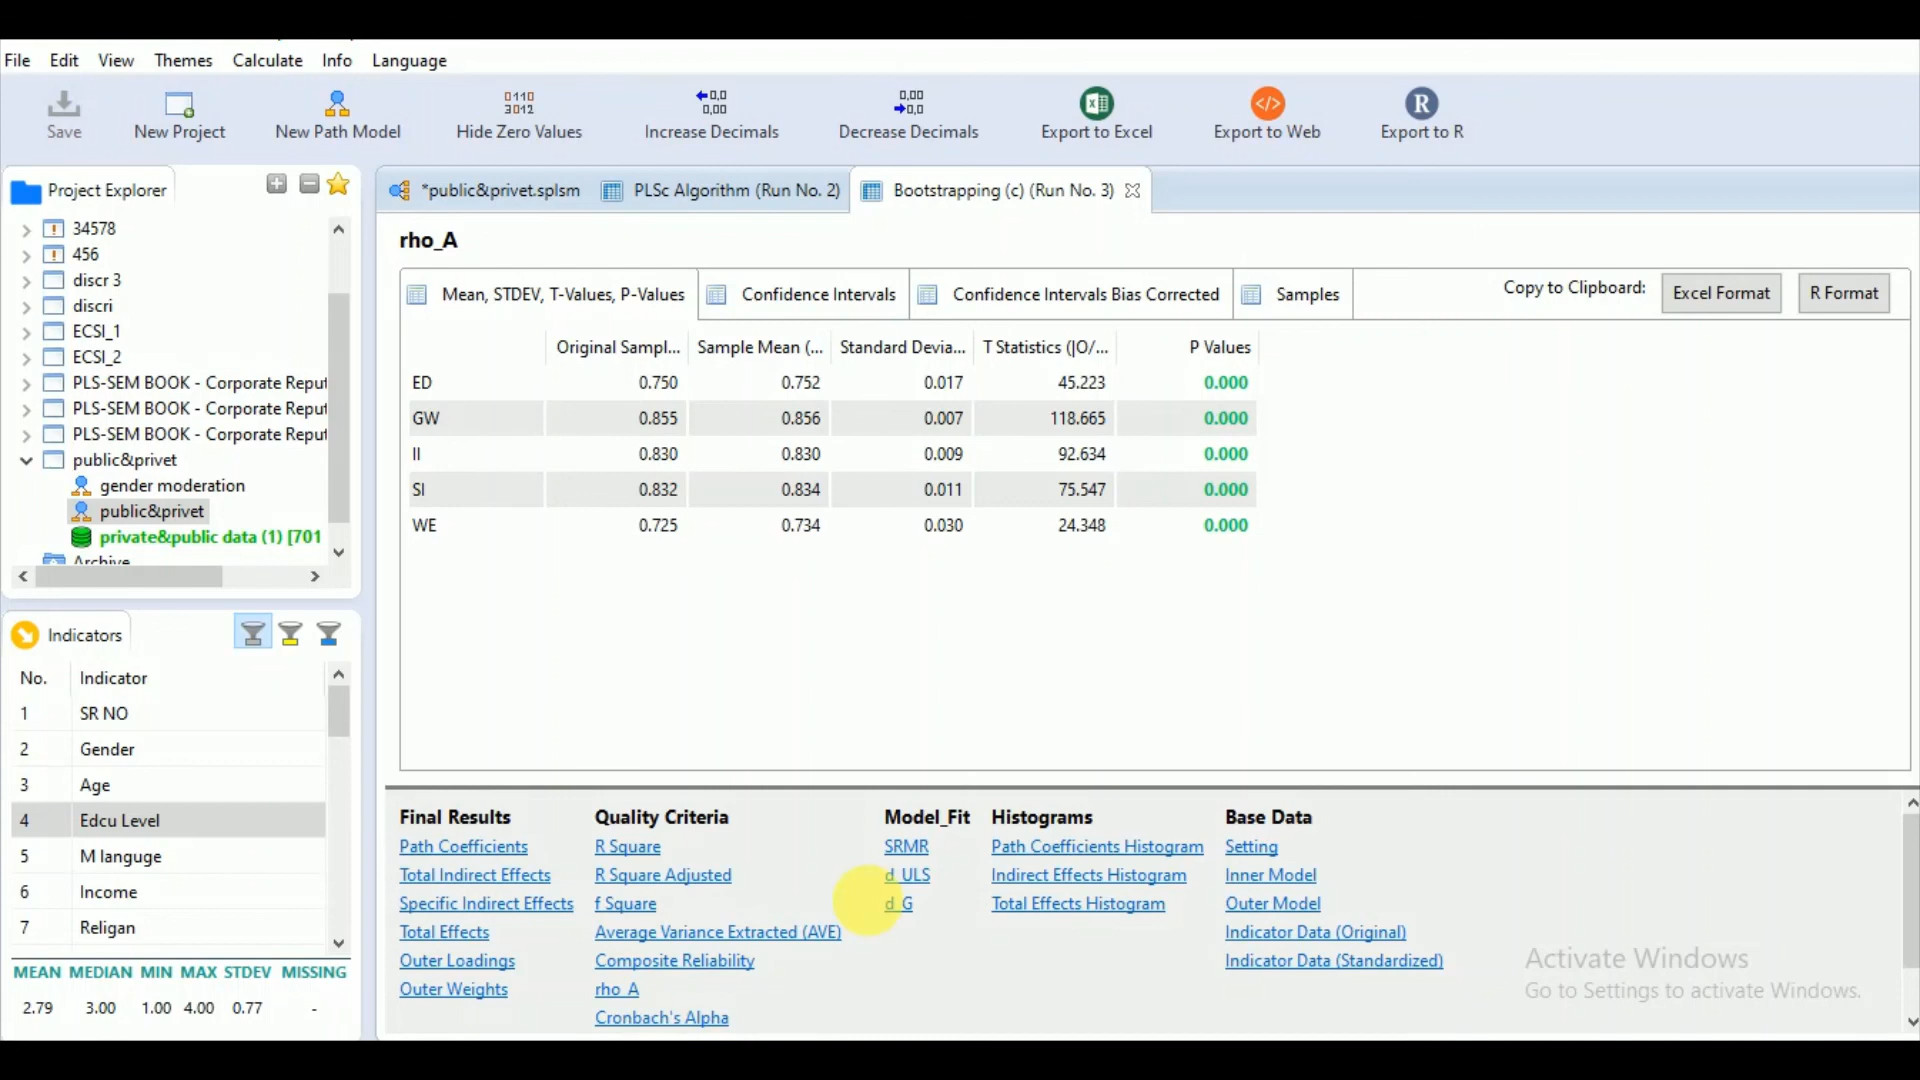 File Edit View Themes Calculate Info Language
Save New Project New Path Model Hide Zero Values Increase Decimals Decrease Decimals Export to Excel Export to Web Export to R
Project Explorer
34578
456
discr 3
discri
ECSI_1
ECSI_2
PLS-SEM BOOK - Corporate Reput
PLS-SEM BOOK - Corporate Reput
PLS-SEM BOOK - Corporate Reput
public&privet
gender moderation
public&privet
private&public data (1) [701
Archive
Indicators
No. Indicator
1 SR NO
2 Gender
3 Age
4 Edcu Level
5 M languge
6 Income
7 Religan
MEAN MEDIAN MIN MAX STDEV MISSING
2.79 3.00 1.00 4.00 0.77 -
*public&privet.splsm PLSc Algorithm (Run No. 2) Bootstrapping (c) (Run No. 3)
rho_A
Mean, STDEV, T-Values, P-Values Confidence Intervals Confidence Intervals Bias Corrected Samples Copy to Clipboard: Excel Format R Format
Original Sampl... Sample Mean (... Standard Devia... T Statistics (|O/... P Values
ED 0.750 0.752 0.017 45.223 0.000
GW 0.855 0.856 0.007 118.665 0.000
II 0.830 0.830 0.009 92.634 0.000
SI 0.832 0.834 0.011 75.547 0.000
WE 0.725 0.734 0.030 24.348 0.000
Final Results Quality Criteria Model_Fit Histograms Base Data
Path Coefficients R Square SRMR Path Coefficients Histogram Setting
Total Indirect Effects R Square Adjusted d_ULS Indirect Effects Histogram Inner Model
Specific Indirect Effects f Square d_G Total Effects Histogram Outer Model
Total Effects Average Variance Extracted (AVE) Indicator Data (Original)
Outer Loadings Composite Reliability Indicator Data (Standardized)
Outer Weights rho_A
Cronbach's Alpha
Activate Windows
Go to Settings to activate Windows.